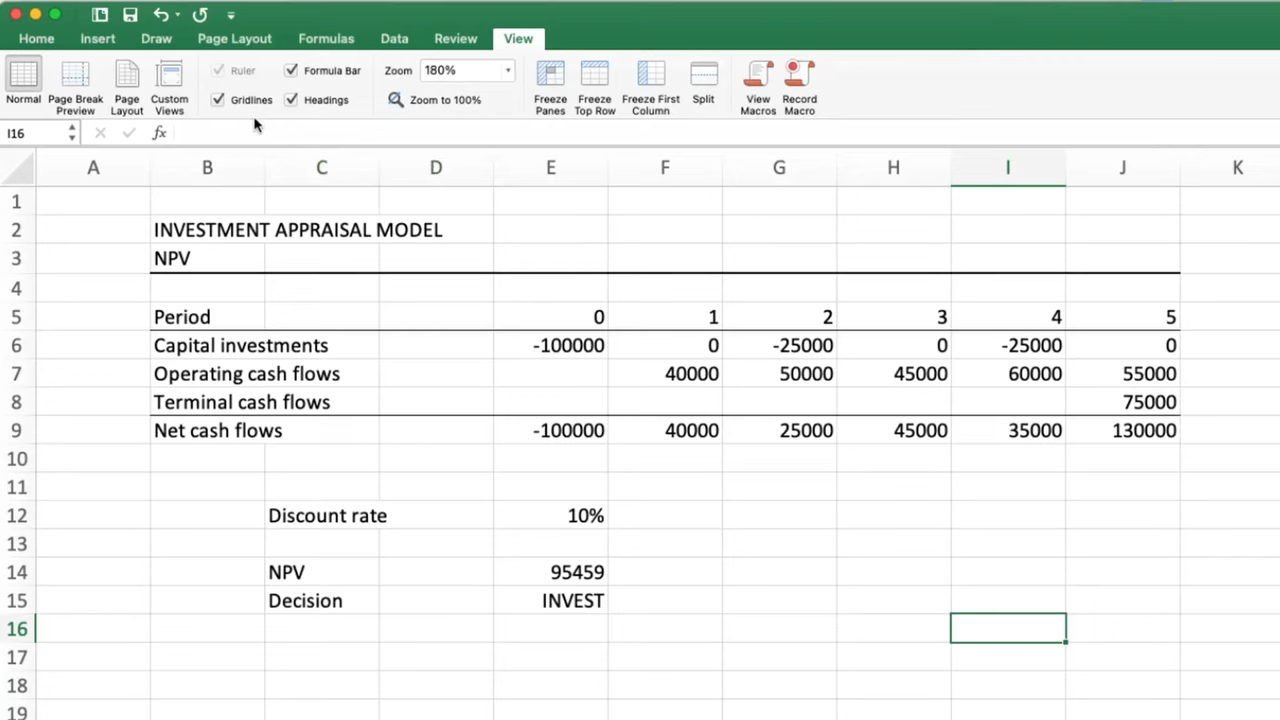 Home Insert Draw Page Layout Formulas Data Review View
Ruler Formula Bar Zoom 180%
Gridlines Headings Zoom to 100%
Normal Page Break Preview Page Layout Custom Views Freeze Panes Freeze Top Row Freeze First Column Split View Macros Record Macro
I16 fx
A B C D E F G H I J K
1
2 INVESTMENT APPRAISAL MODEL
3 NPV
4
5 Period 0 1 2 3 4 5
6 Capital investments -100000 0 -25000 0 -25000 0
7 Operating cash flows 40000 50000 45000 60000 55000
8 Terminal cash flows 75000
9 Net cash flows -100000 40000 25000 45000 35000 130000
10
11
12 Discount rate 10%
13
14 NPV 95459
15 Decision INVEST
16
17
18
19